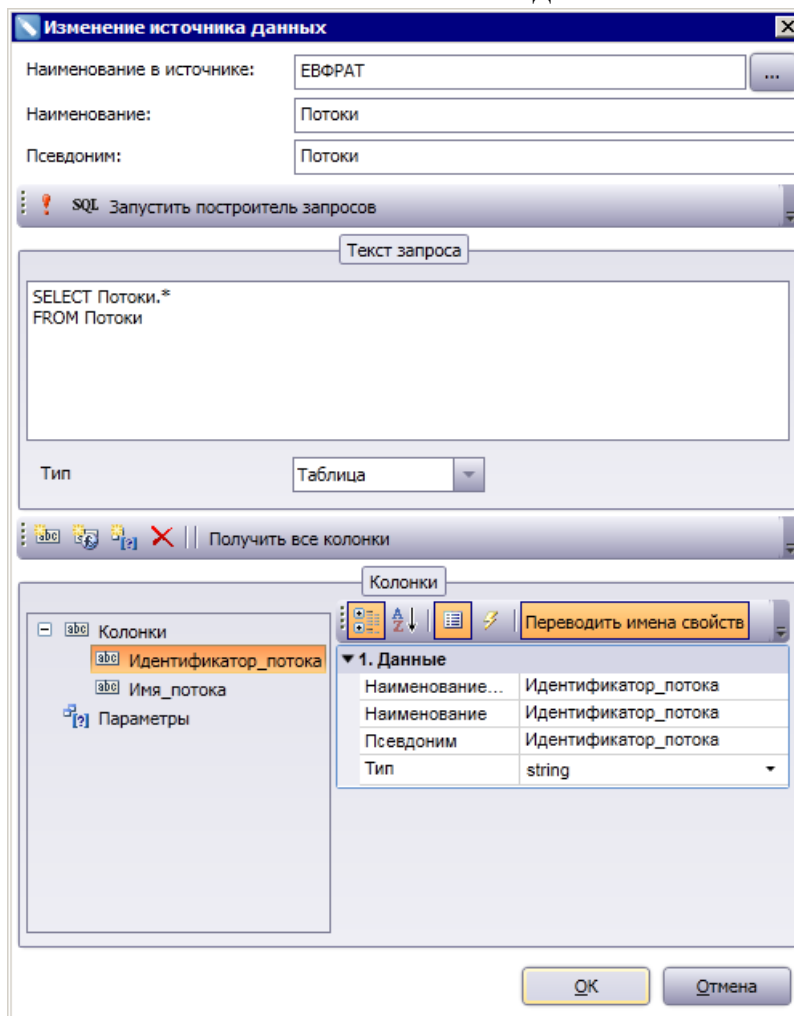 Изменение источника данных
Наименование в источнике: ЕВФРАТ ...
Наименование: Потоки
Псевдоним: Потоки
SQL Запустить построитель запросов
Текст запроса
SELECT Потоки.*
FROM Потоки
Тип Таблица
Получить все колонки
Колонки
Переводить имена свойств
Колонки
Идентификатор_потока
Имя_потока
Параметры
1. Данные
Наименование... Идентификатор_потока
Наименование Идентификатор_потока
Псевдоним Идентификатор_потока
Тип string
OK Отмена